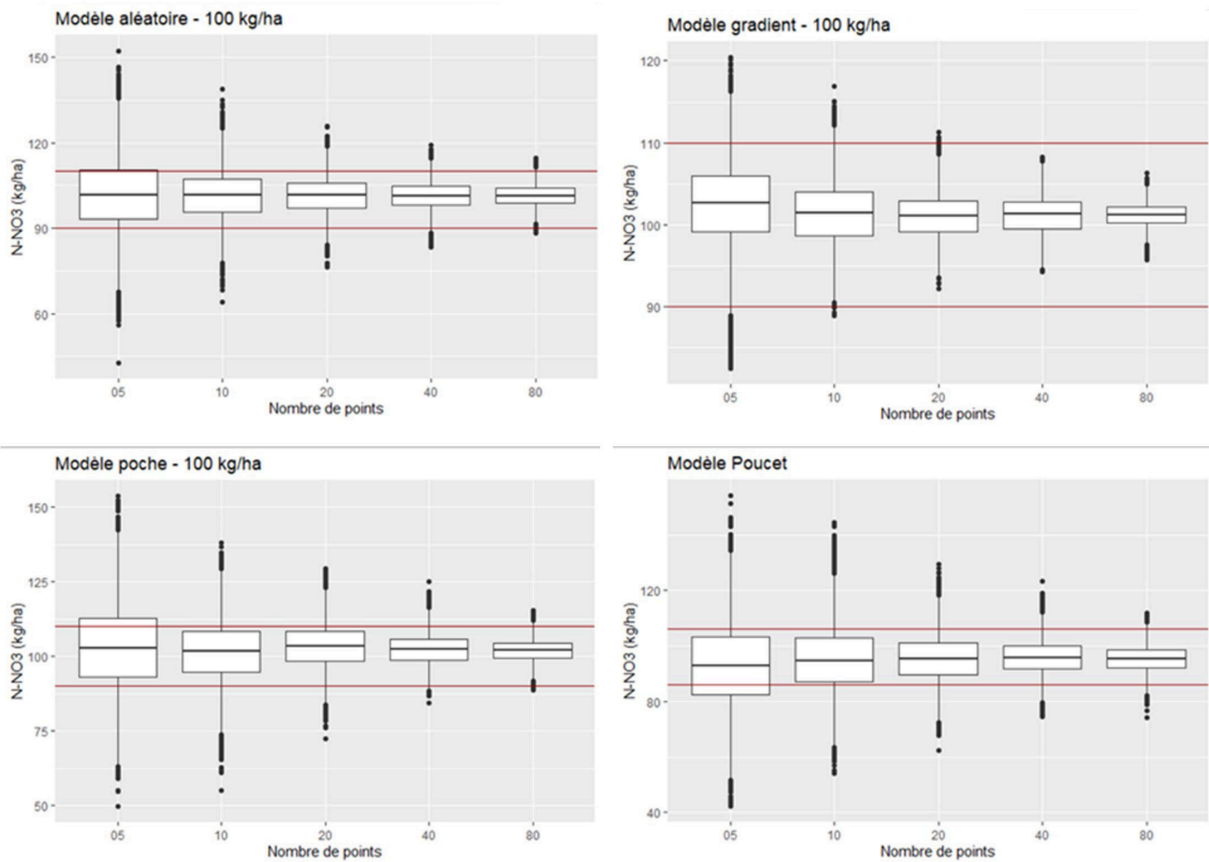 Modèle aléatoire - 100 kg/ha
150
120
90
60
N-NO3 (kg/ha)
05 10 20 40 80
Nombre de points
Modèle gradient - 100 kg/ha
120
110
100
90
N-NO3 (kg/ha)
05 10 20 40 80
Nombre de points
Modèle poche - 100 kg/ha
150
125
100
75
50
N-NO3 (kg/ha)
05 10 20 40 80
Nombre de points
Modèle Poucet
120
80
40
N-NO3 (kg/ha)
05 10 20 40 80
Nombre de points